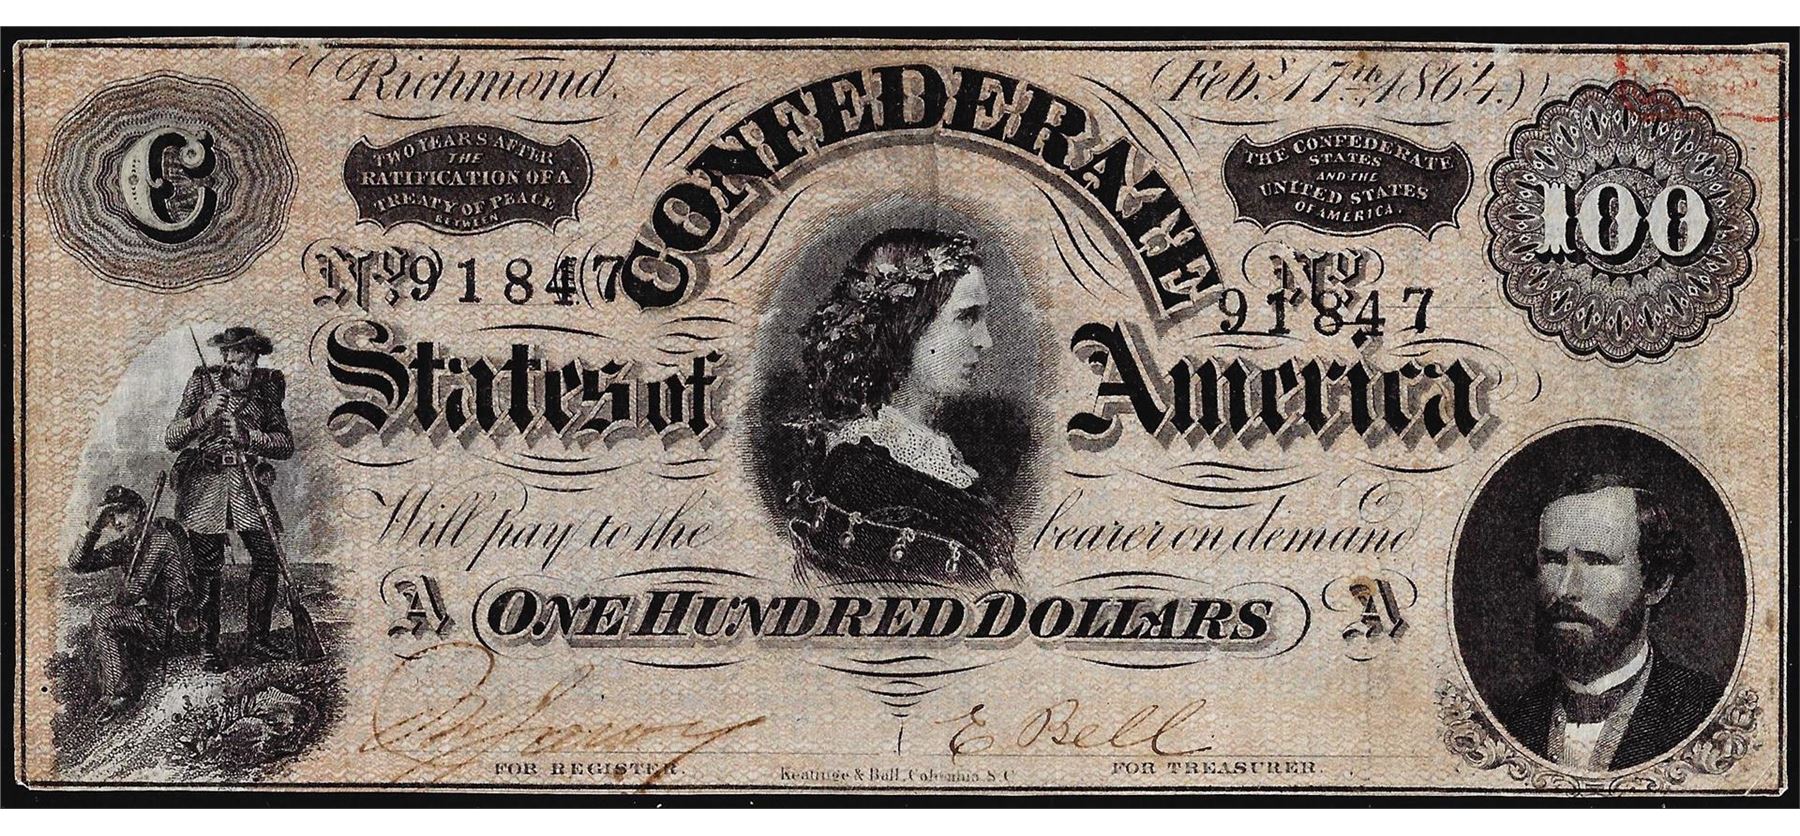 Richmond. Feby. 17th. 1864.
C
TWO YEARS AFTER
THE
RATIFICATION OF A
TREATY OF PEACE
BETWEEN
CONFEDERATE
THE CONFEDERATE
STATES
AND THE
UNITED STATES
OF AMERICA.
100
No. 91847
No 91847
States of America
Will pay to the bearer on demand
A ONE HUNDRED DOLLARS A
E Bell
FOR REGISTER.
Keatinge & Ball, Columbia S.C
FOR TREASURER.